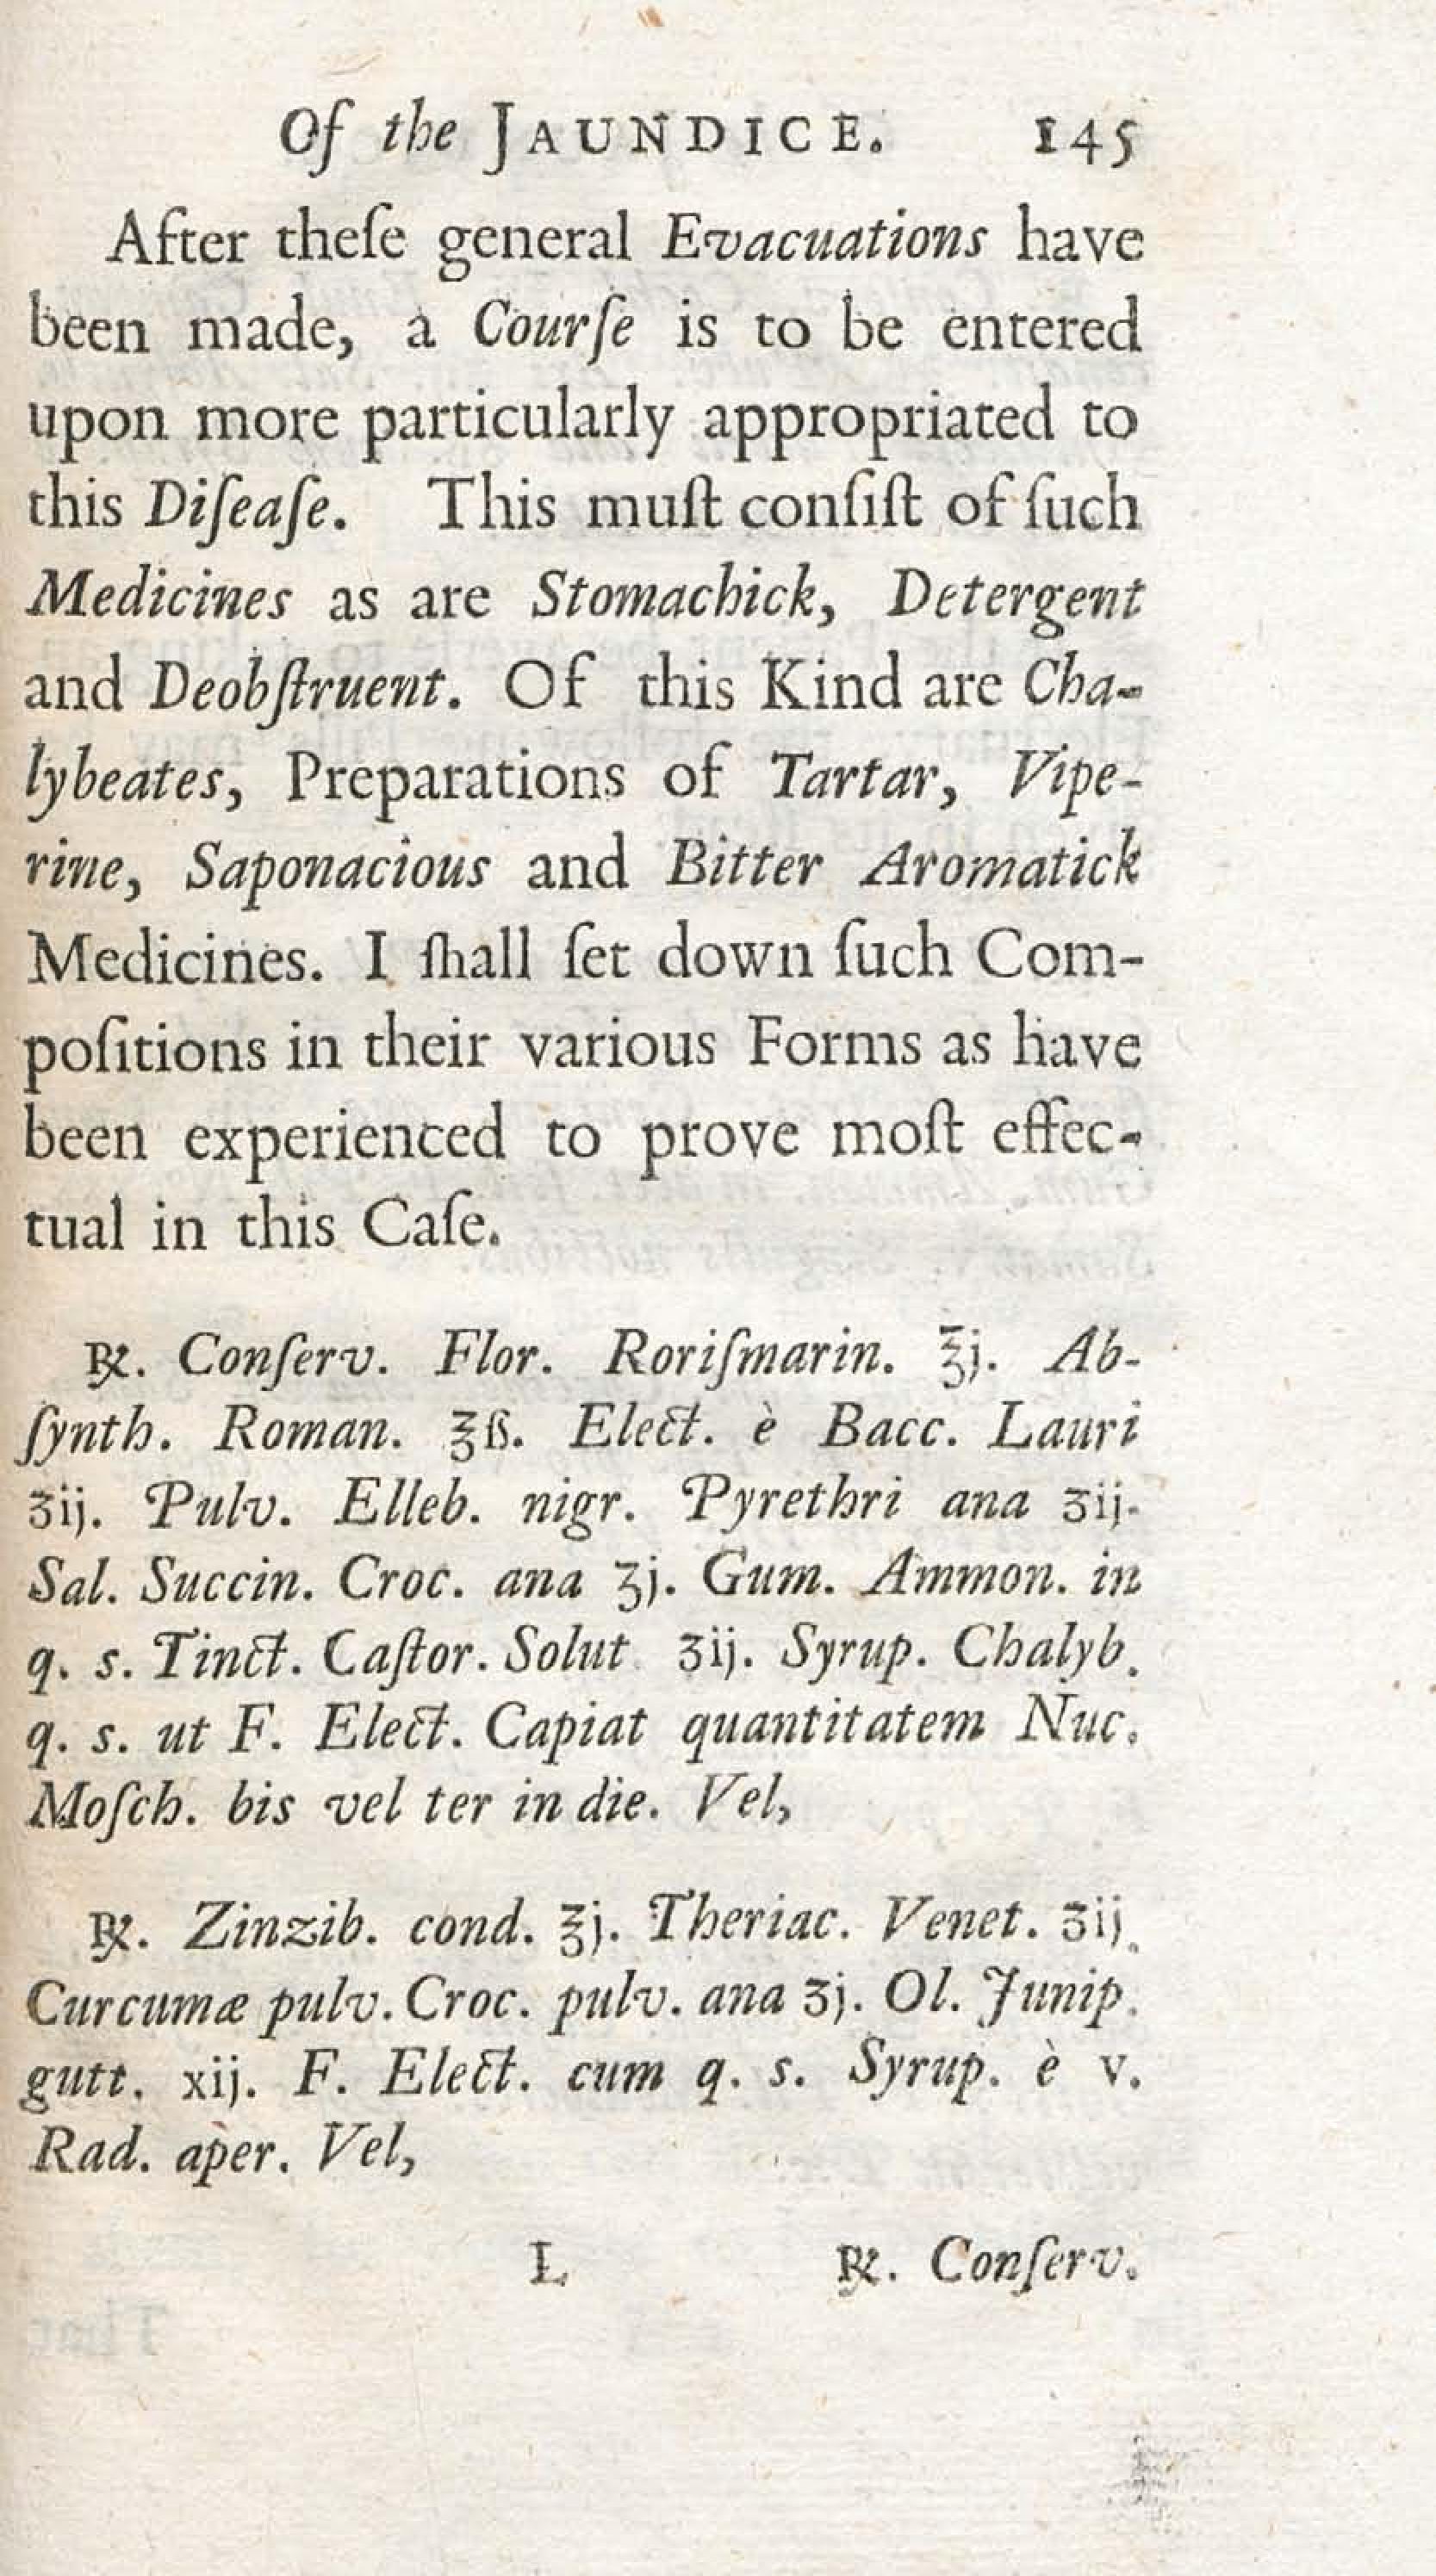 Of the JAUNDICE. 145
After theſe general Evacuations have
been made, a Courſe is to be entered
upon more particularly appropriated to
this Diſeaſe. This muſt conſiſt of ſuch
Medicines as are Stomachick, Detergent
and Deobſtruent. Of this Kind are Cha-
lybeates, Preparations of Tartar, Vipe-
rine, Saponacious and Bitter Aromatick
Medicines. I ſhall ſet down ſuch Com-
poſitions in their various Forms as have
been experienced to prove moſt effec-
tual in this Caſe.
℞. Conſerv. Flor. Roriſmarin. ℥j. Ab-
ſynth. Roman. ℥ß. Elect. è Bacc. Lauri
ʒij. Pulv. Elleb. nigr. Pyrethri ana ʒij.
Sal. Succin. Croc. ana ʒj. Gum. Ammon. in
q. s. Tinct. Caſtor. Solut ʒij. Syrup. Chalyb.
q. s. ut F. Elect. Capiat quantitatem Nuc.
Moſch. bis vel ter in die. Vel,
℞. Zinzib. cond. ℥j. Theriac. Venet. ʒij.
Curcumæ pulv. Croc. pulv. ana ʒj. Ol. Junip.
gutt. xij. F. Elect. cum q. s. Syrup. è v.
Rad. aper. Vel,
L ℞. Conſerv.